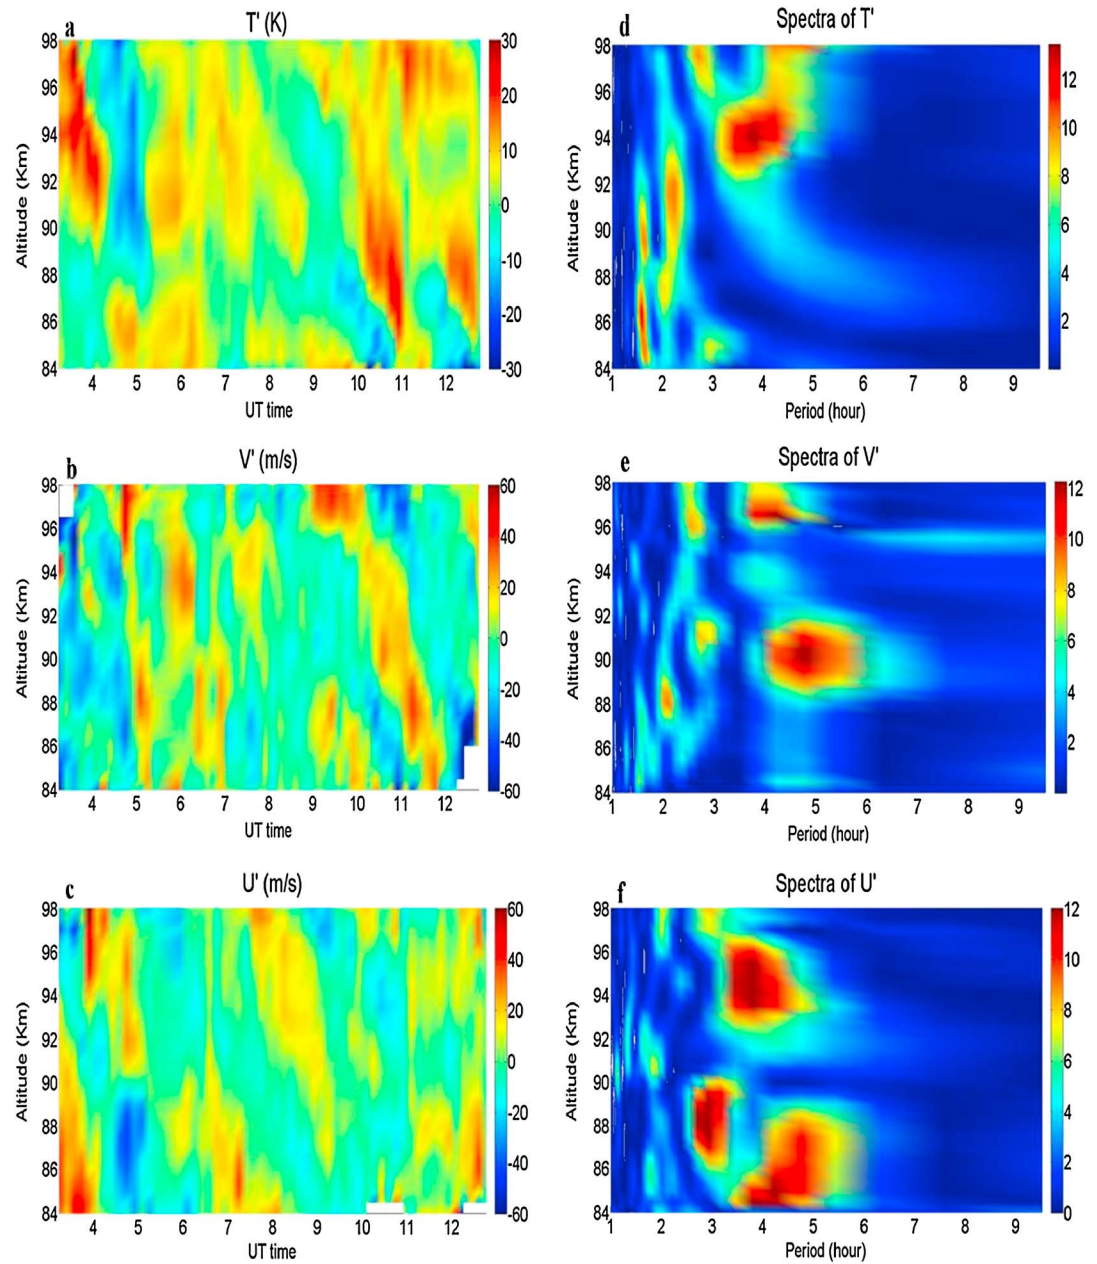 a
T' (K)
98
96
94
92
90
88
86
84
Altitude (Km)
4 5 6 7 8 9 10 11 12
UT time
30
20
10
0
-10
-20
-30
d
Spectra of T'
98
96
94
92
90
88
86
84
Altitude (Km)
1 2 3 4 5 6 7 8 9
Period (hour)
12
10
8
6
4
2
b
V' (m/s)
98
96
94
92
90
88
86
84
Altitude (Km)
4 5 6 7 8 9 10 11 12
UT time
60
40
20
0
-20
-40
-60
e
Spectra of V'
98
96
94
92
90
88
86
84
Altitude (Km)
1 2 3 4 5 6 7 8 9
Period (hour)
12
10
8
6
4
2
c
U' (m/s)
98
96
94
92
90
88
86
84
Altitude (Km)
4 5 6 7 8 9 10 11 12
UT time
60
40
20
0
-20
-40
-60
f
Spectra of U'
98
96
94
92
90
88
86
84
Altitude (Km)
1 2 3 4 5 6 7 8 9
Period (hour)
12
10
8
6
4
2
0